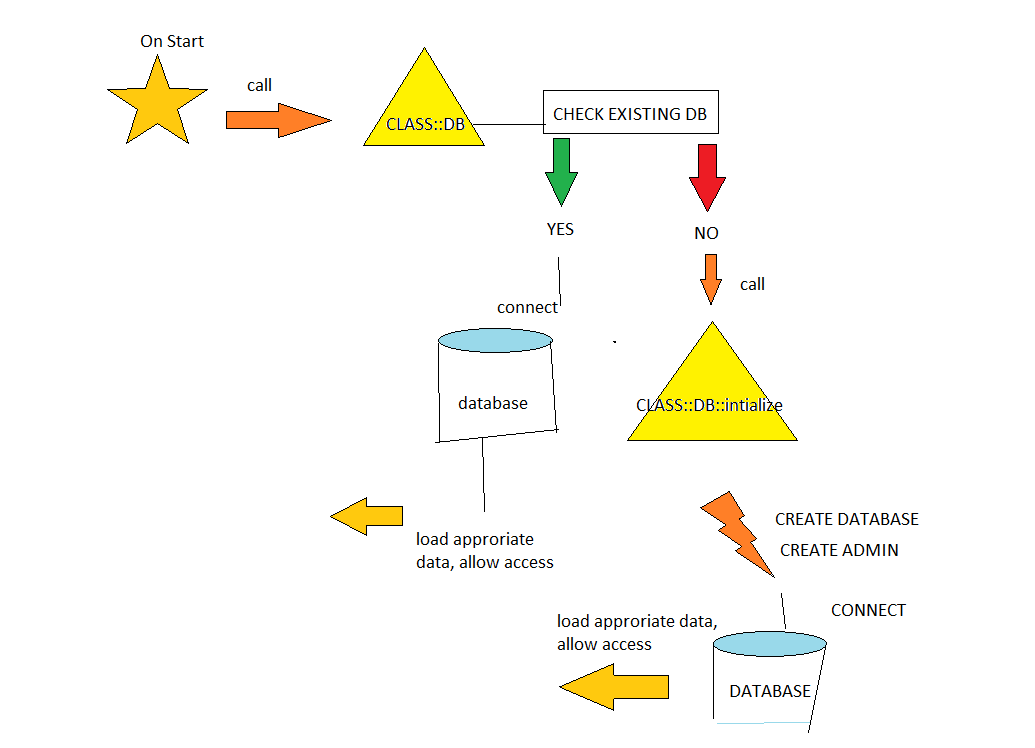 On Start
call
CLASS::DB
CHECK EXISTING DB
YES
NO
call
connect
database
CLASS::DB::intialize
load approriate
data, allow access
CREATE DATABASE
CREATE ADMIN
CONNECT
load approriate data,
allow access
DATABASE